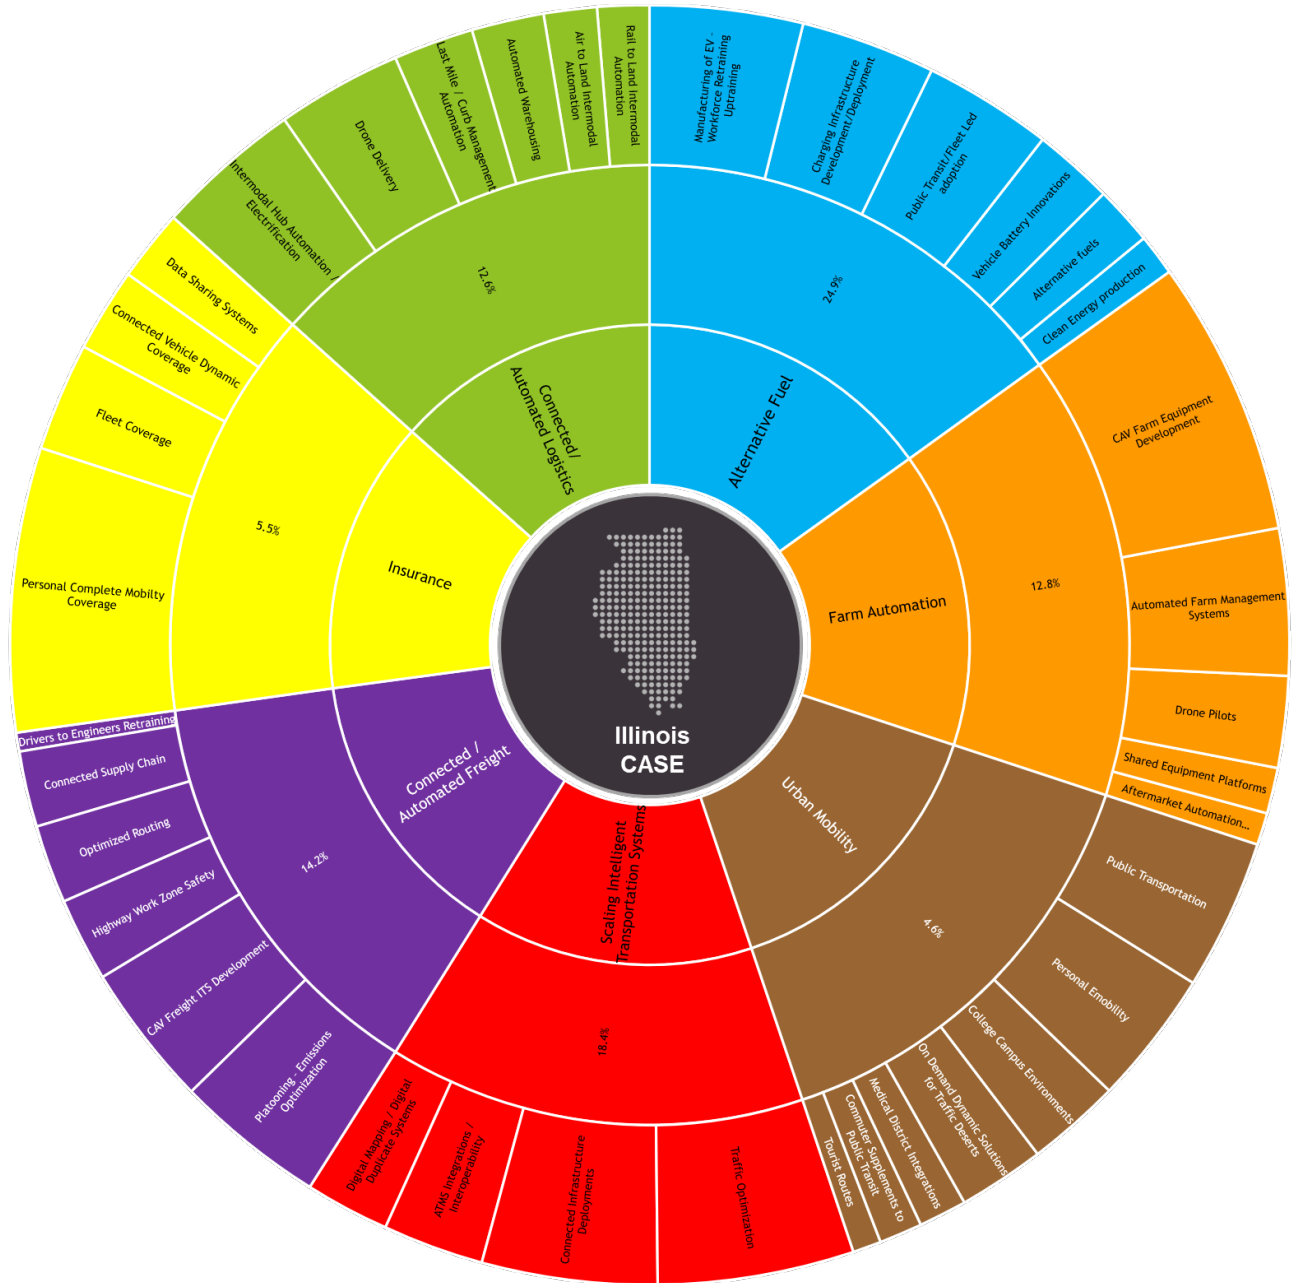 Illinois
CASE
Alternative Fuel
24.9%
Manufacturing of EV -
Workforce Retraining
Uptraining
Charging Infrastructure
Development/Deployment
Public Transit/Fleet Led
adoption
Vehicle Battery Innovations
Alternative fuels
Clean Energy production
Farm Automation
12.8%
CAV Farm Equipment
Development
Automated Farm Management
Systems
Drone Pilots
Shared Equipment Platforms
Aftermarket Automation...
Urban Mobility
4.6%
Public Transportation
Personal Emobility
College Campus Environments
On Demand Dynamic Solutions
for Traffic Deserts
Medical District Integrations
Commuter Supplements to
Public Transit
Tourist Routes
Scaling Intelligent
Transportation Systems
18.4%
Traffic Optimization
Connected Infrastructure
Deployments
ATMS Integrations /
Interoperability
Digital Mapping / Digital
Duplicate Systems
Connected /
Automated Freight
14.2%
Platooning - Emissions
Optimization
CAV Freight ITS Development
Highway Work Zone Safety
Optimized Routing
Connected Supply Chain
Drivers to Engineers Retraining
Insurance
5.5%
Personal Complete Mobilty
Coverage
Fleet Coverage
Connected Vehicle Dynamic
Coverage
Data Sharing Systems
Connected/
Automated Logistics
12.6%
Intermodal Hub Automation /
Electrification
Drone Delivery
Last Mile / Curb Management
Automation
Automated Warehousing
Air to Land Intermodal
Automation
Rail to Land Intermodal
Automation